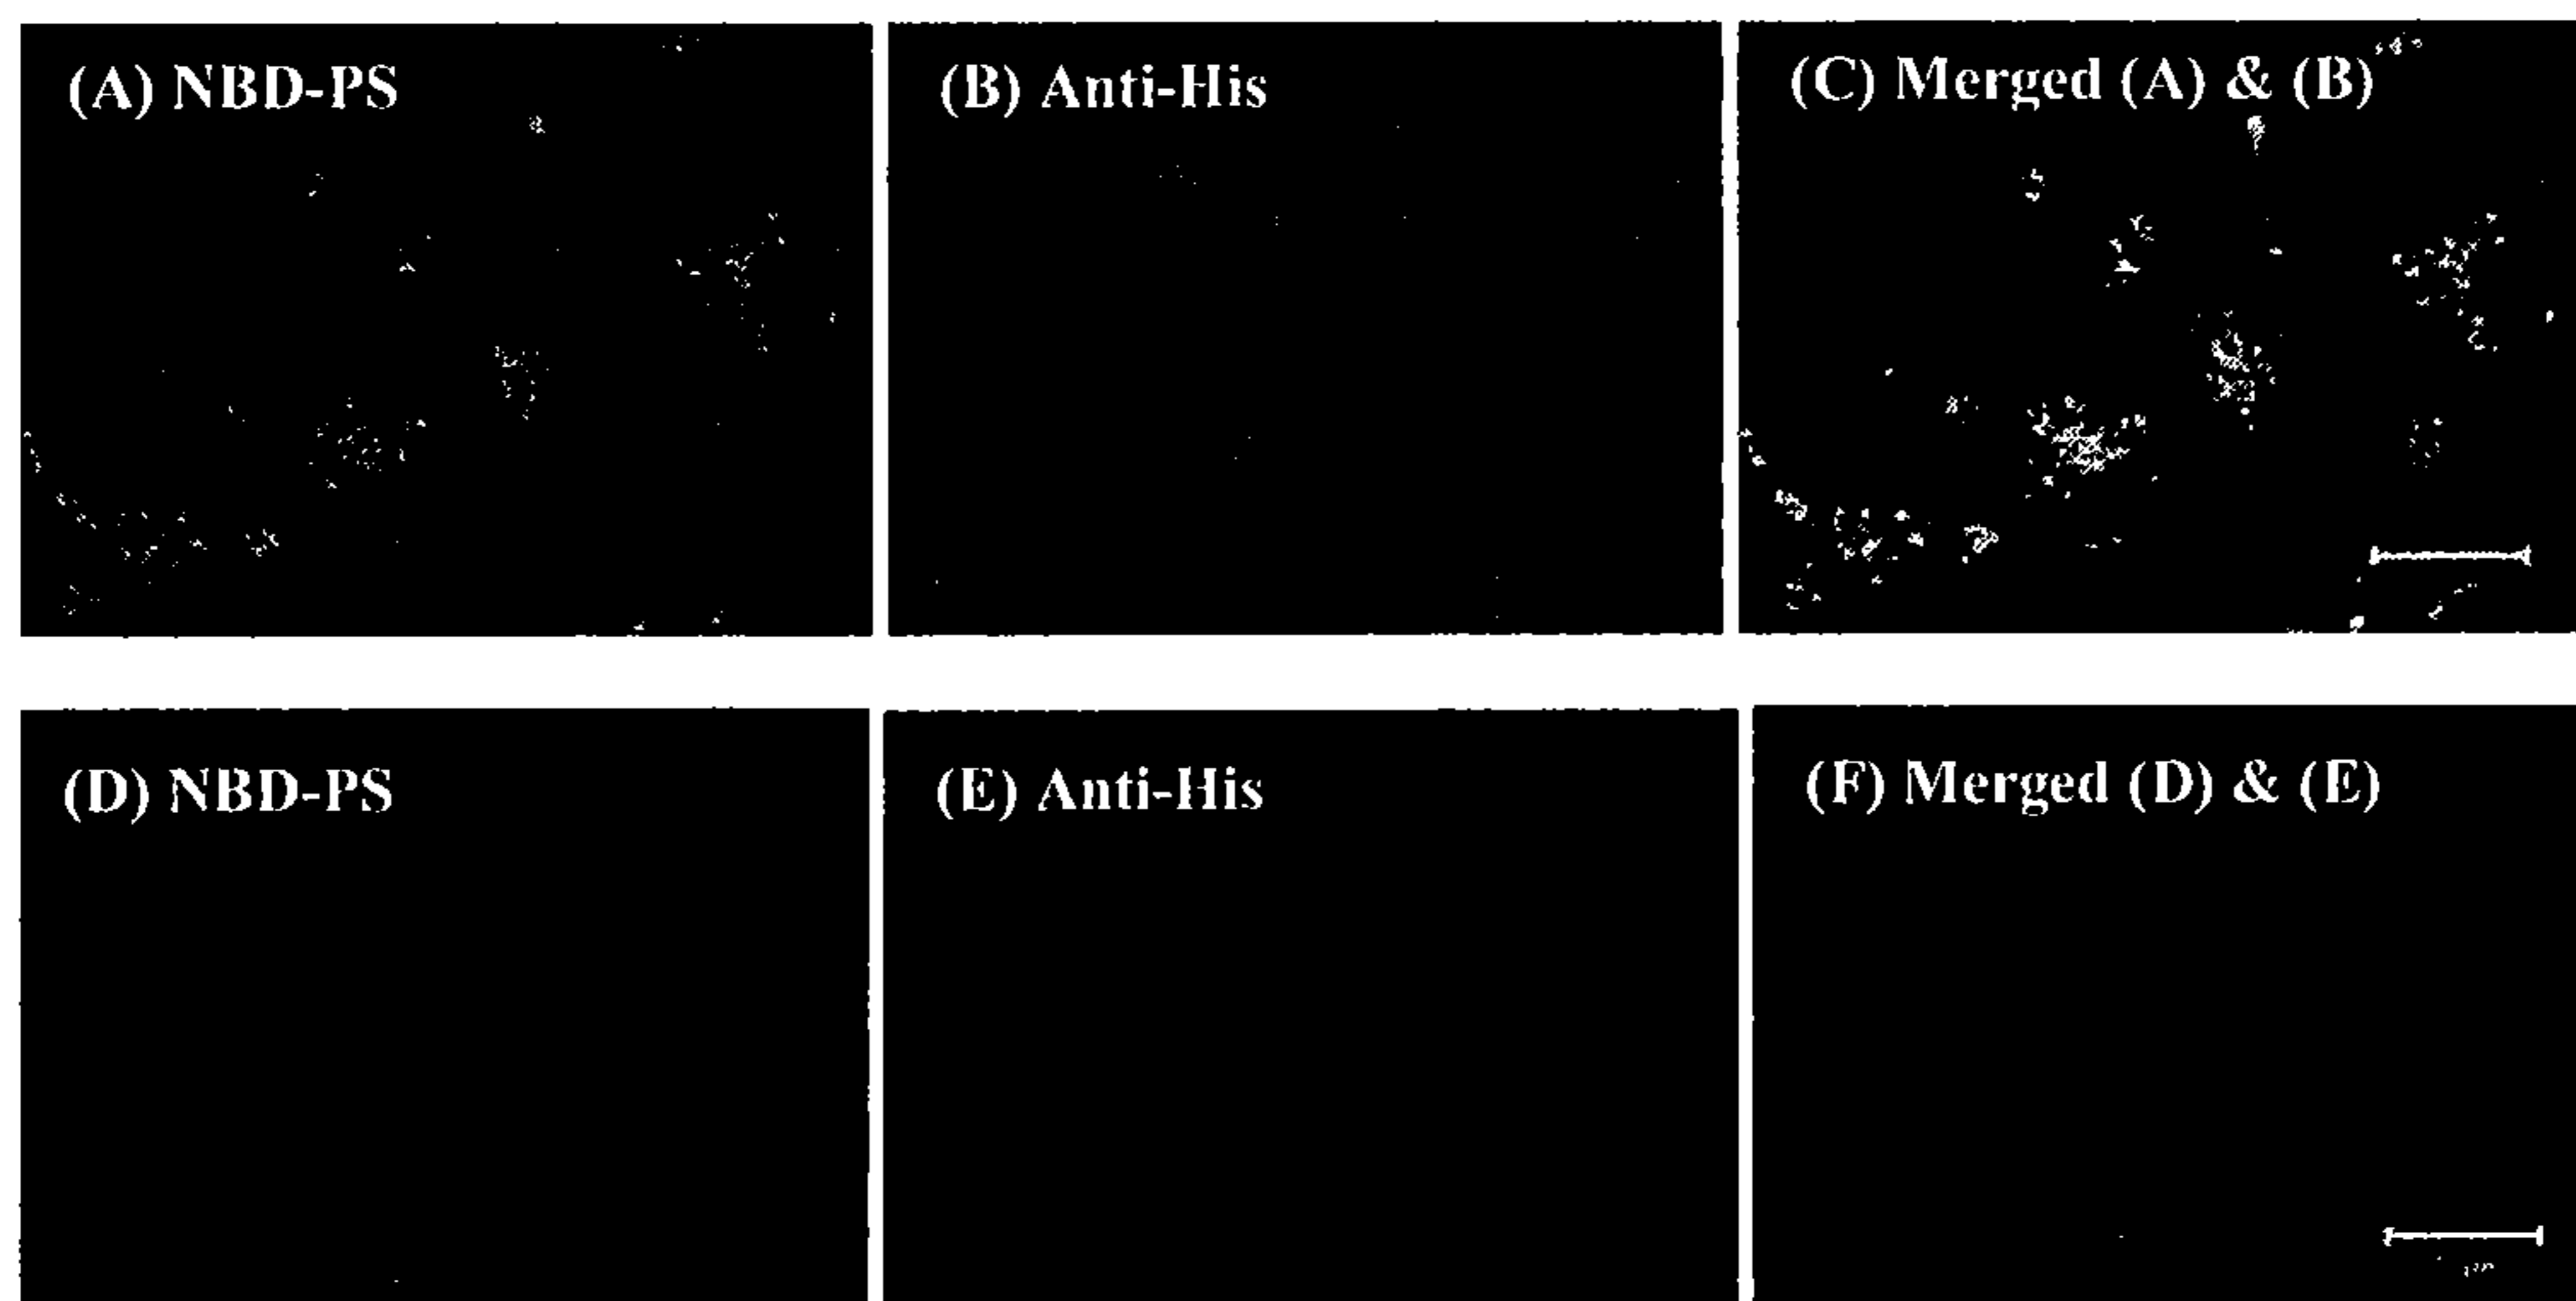 (A) NBD-PS
(B) Anti-His
(C) Merged (A) & (B)
(D) NBD-PS
(E) Anti-His
(F) Merged (D) & (E)